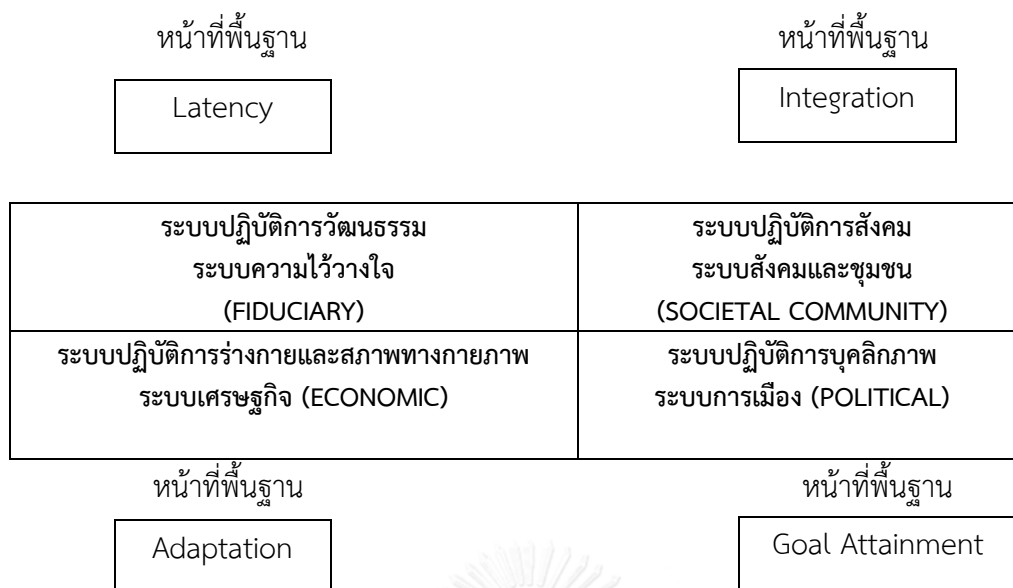 หน้าที่พื้นฐาน หน้าที่พื้นฐาน
Latency Integration
ระบบปฏิบัติการวัฒนธรรม ระบบปฏิบัติการสังคม
ระบบความไว้วางใจ ระบบสังคมและชุมชน
(FIDUCIARY) (SOCIETAL COMMUNITY)
ระบบปฏิบัติการร่างกายและสภาพทางกายภาพ ระบบปฏิบัติการบุคลิกภาพ
ระบบเศรษฐกิจ (ECONOMIC) ระบบการเมือง (POLITICAL)
หน้าที่พื้นฐาน หน้าที่พื้นฐาน
Adaptation Goal Attainment